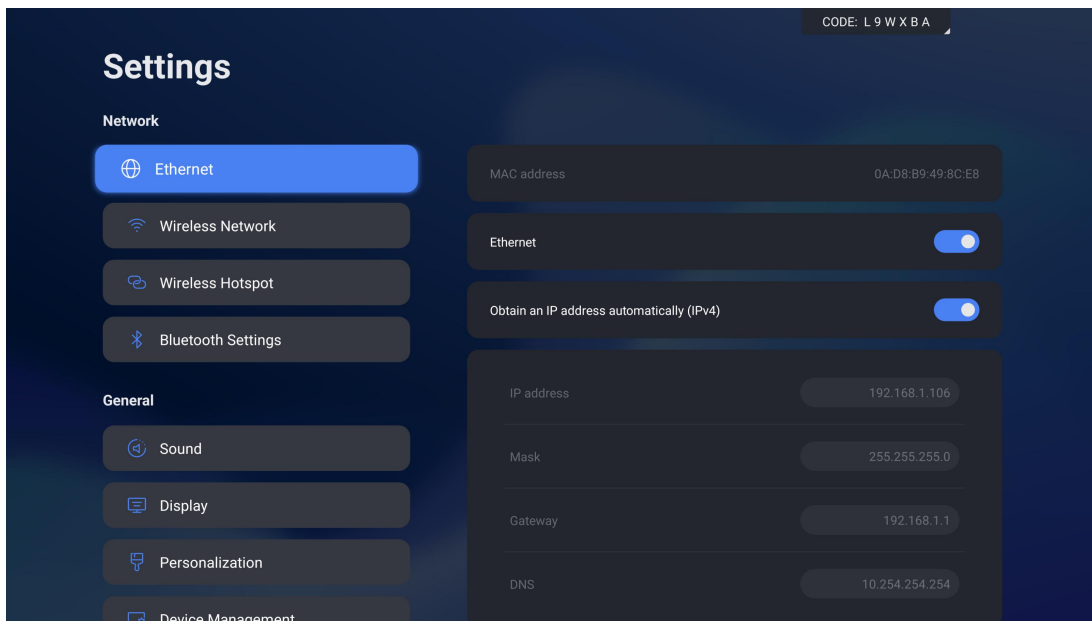 CODE: L 9 W X B A
Settings
Network
Ethernet
Wireless Network
Wireless Hotspot
Bluetooth Settings
General
Sound
Display
Personalization
Device Management
MAC address 0A:D8:B9:49:8C:E8
Ethernet
Obtain an IP address automatically (IPv4)
IP address 192.168.1.106
Mask 255.255.255.0
Gateway 192.168.1.1
DNS 10.254.254.254